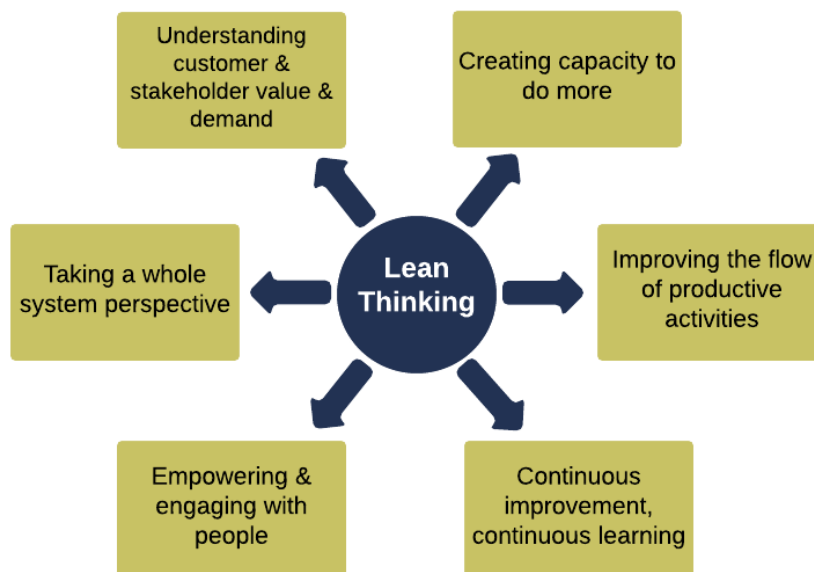 Understanding
customer &
stakeholder value &
demand
Creating capacity to
do more
Taking a whole
system perspective
Lean
Thinking
Improving the flow
of productive
activities
Empowering &
engaging with
people
Continuous
improvement,
continuous learning